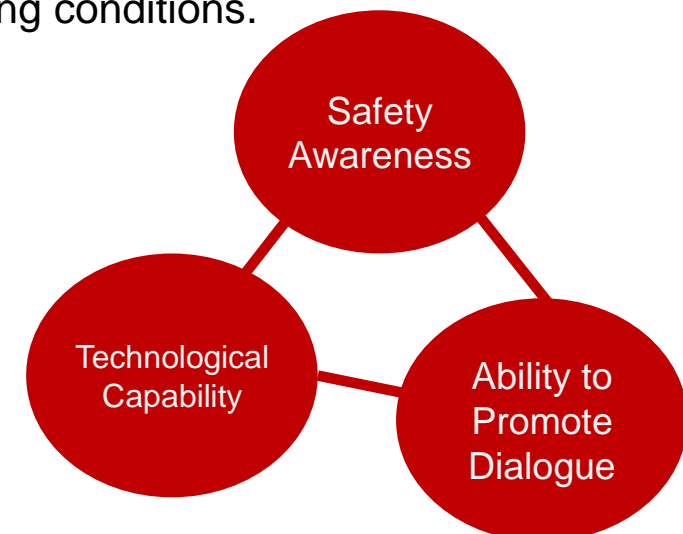 ng conditions.
Safety
Awareness
Technological
Capability
Ability to
Promote
Dialogue